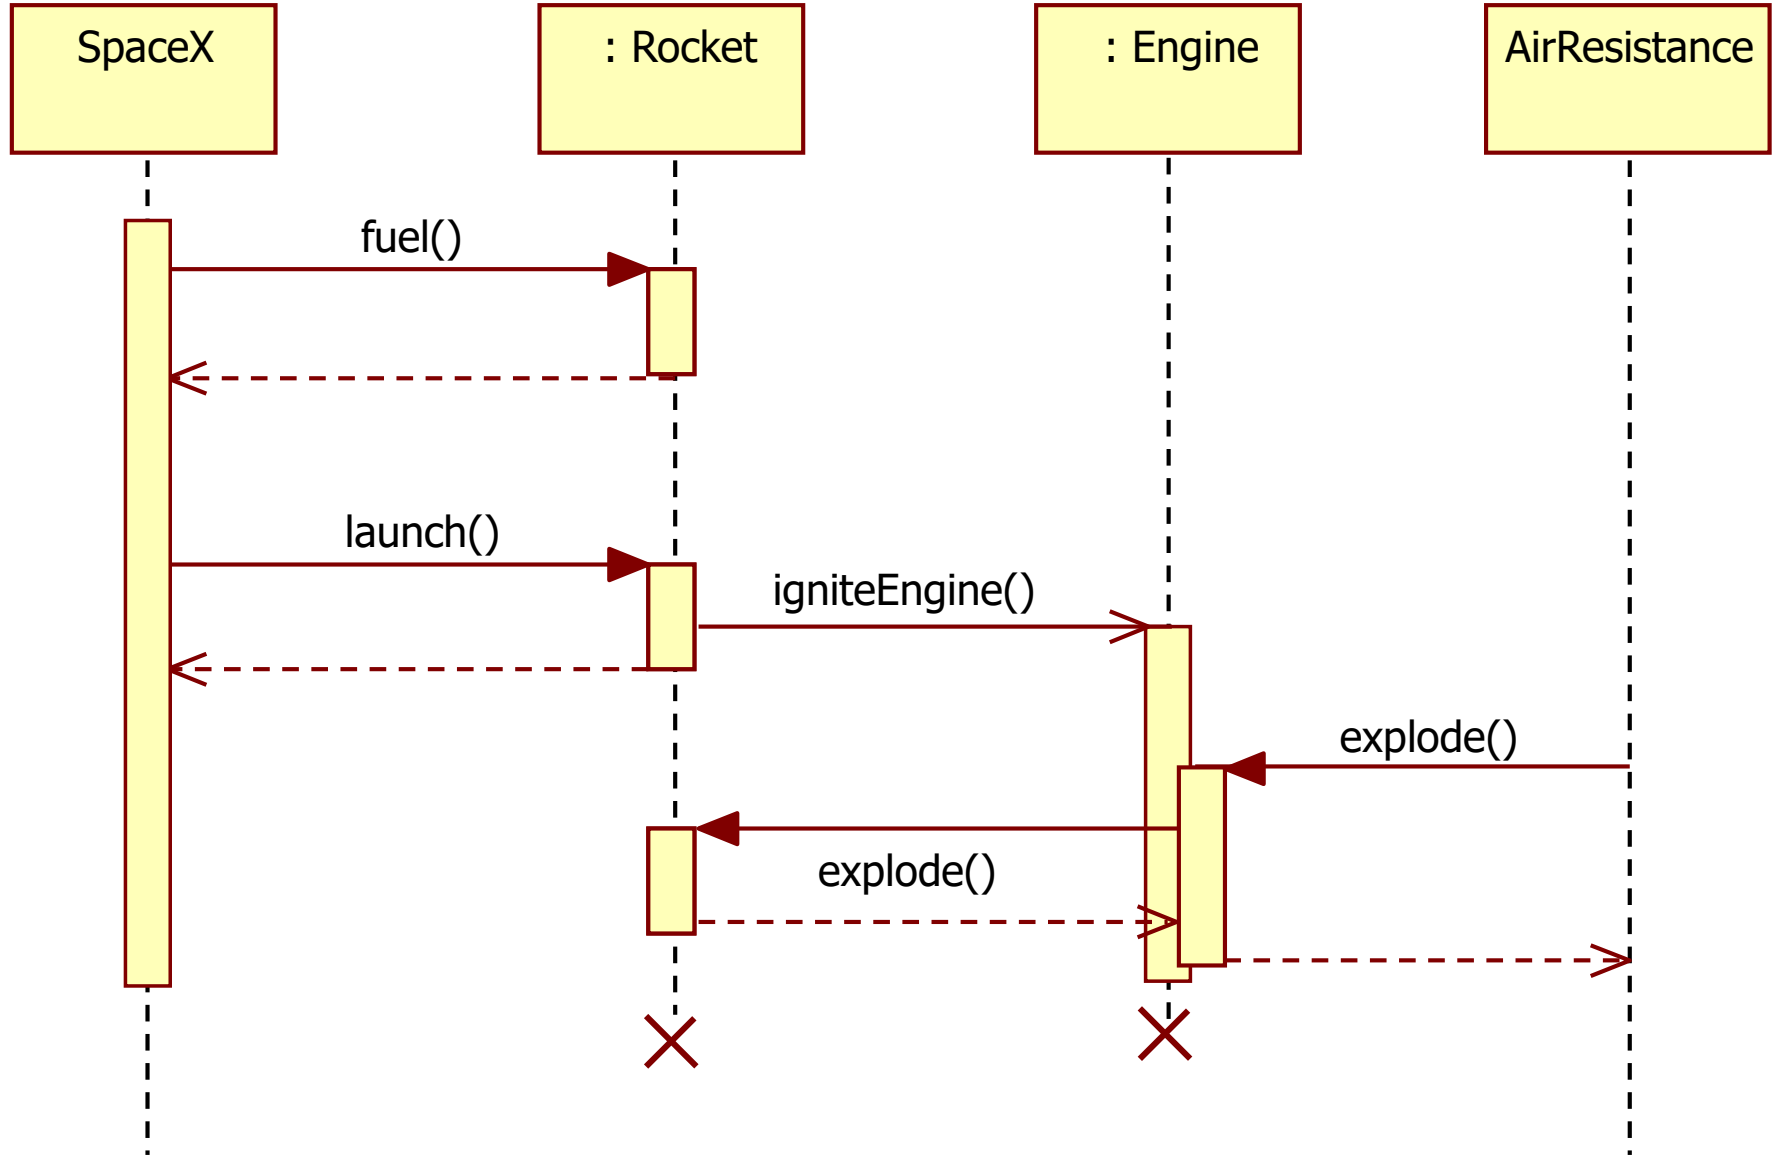 SpaceX
: Rocket
: Engine
AirResistance
fuel()
launch()
igniteEngine()
explode()
explode()